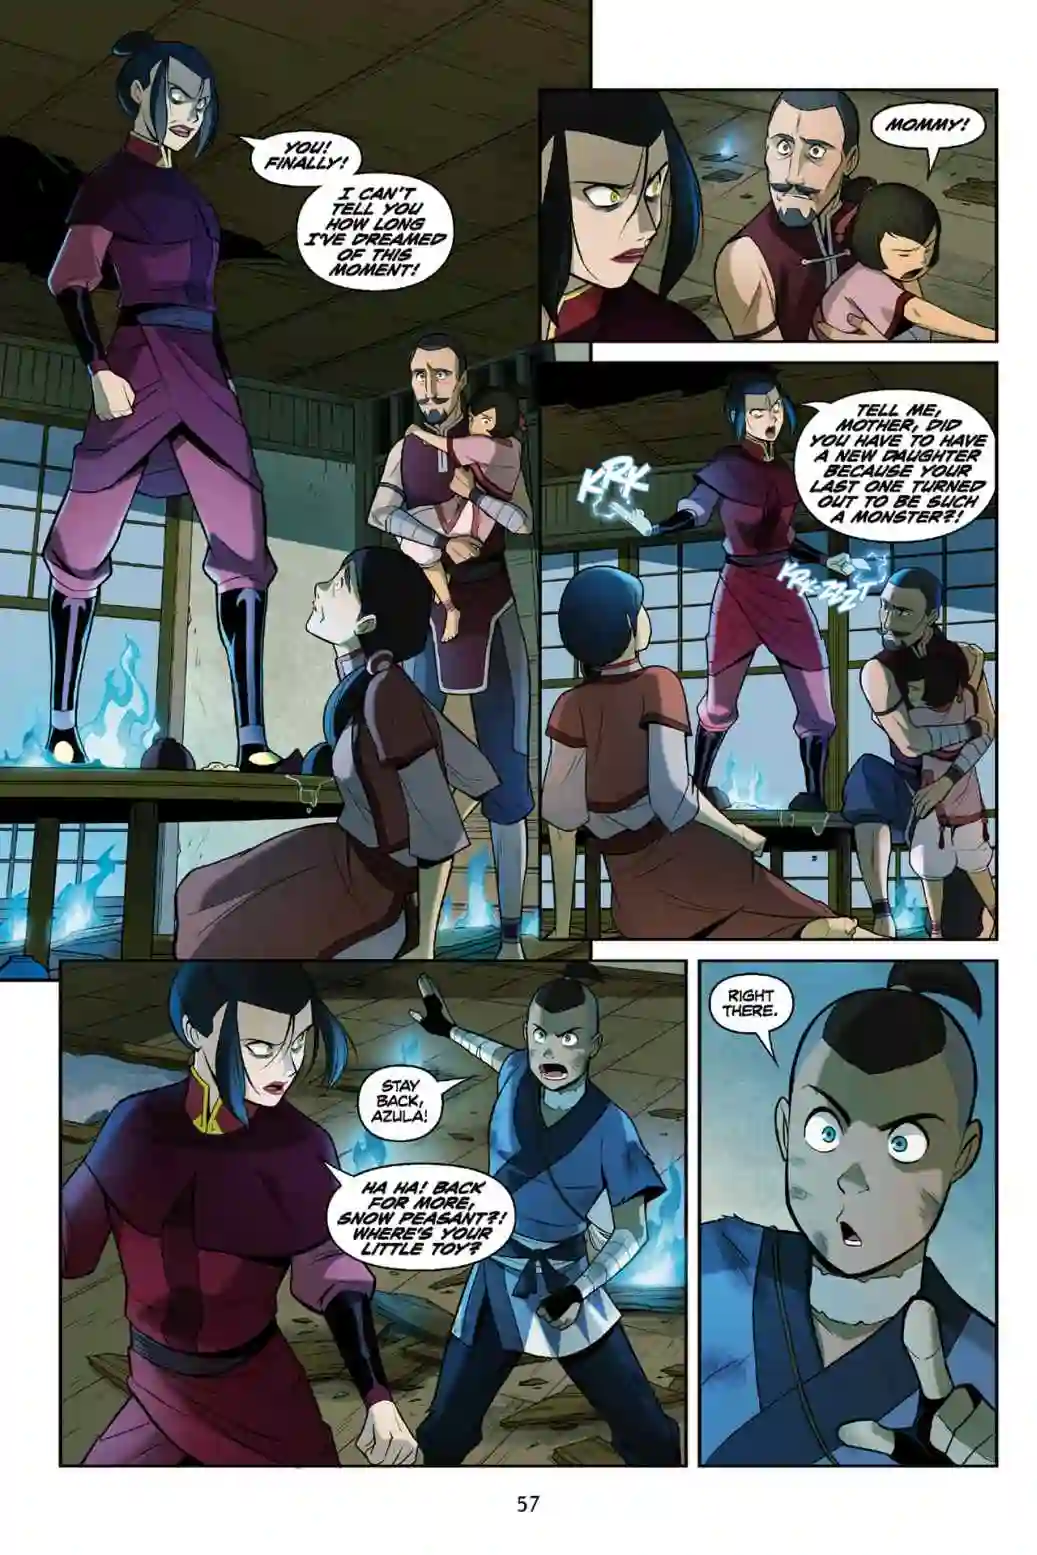 YOU!
FINALLY!
I CAN'T
TELL YOU
HOW LONG
I'VE DREAMED
OF THIS
MOMENT!
MOMMY!
TELL ME,
MOTHER, DID
YOU HAVE TO HAVE
A NEW DAUGHTER
BECAUSE YOUR
LAST ONE TURNED
OUT TO BE SUCH
A MONSTER?!
KRK
KRK-ZZZT
STAY
BACK,
AZULA!
HA HA! BACK
FOR MORE,
SNOW PEASANT?!
WHERE'S YOUR
LITTLE TOY?
RIGHT
THERE.
57